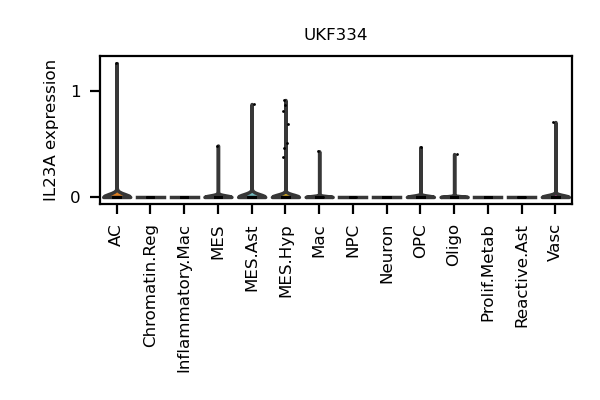 UKF334
IL23A expression
1
0
AC
Chromatin.Reg
Inflammatory.Mac
MES
MES.Ast
MES.Hyp
Mac
NPC
Neuron
OPC
Oligo
Prolif.Metab
Reactive.Ast
Vasc